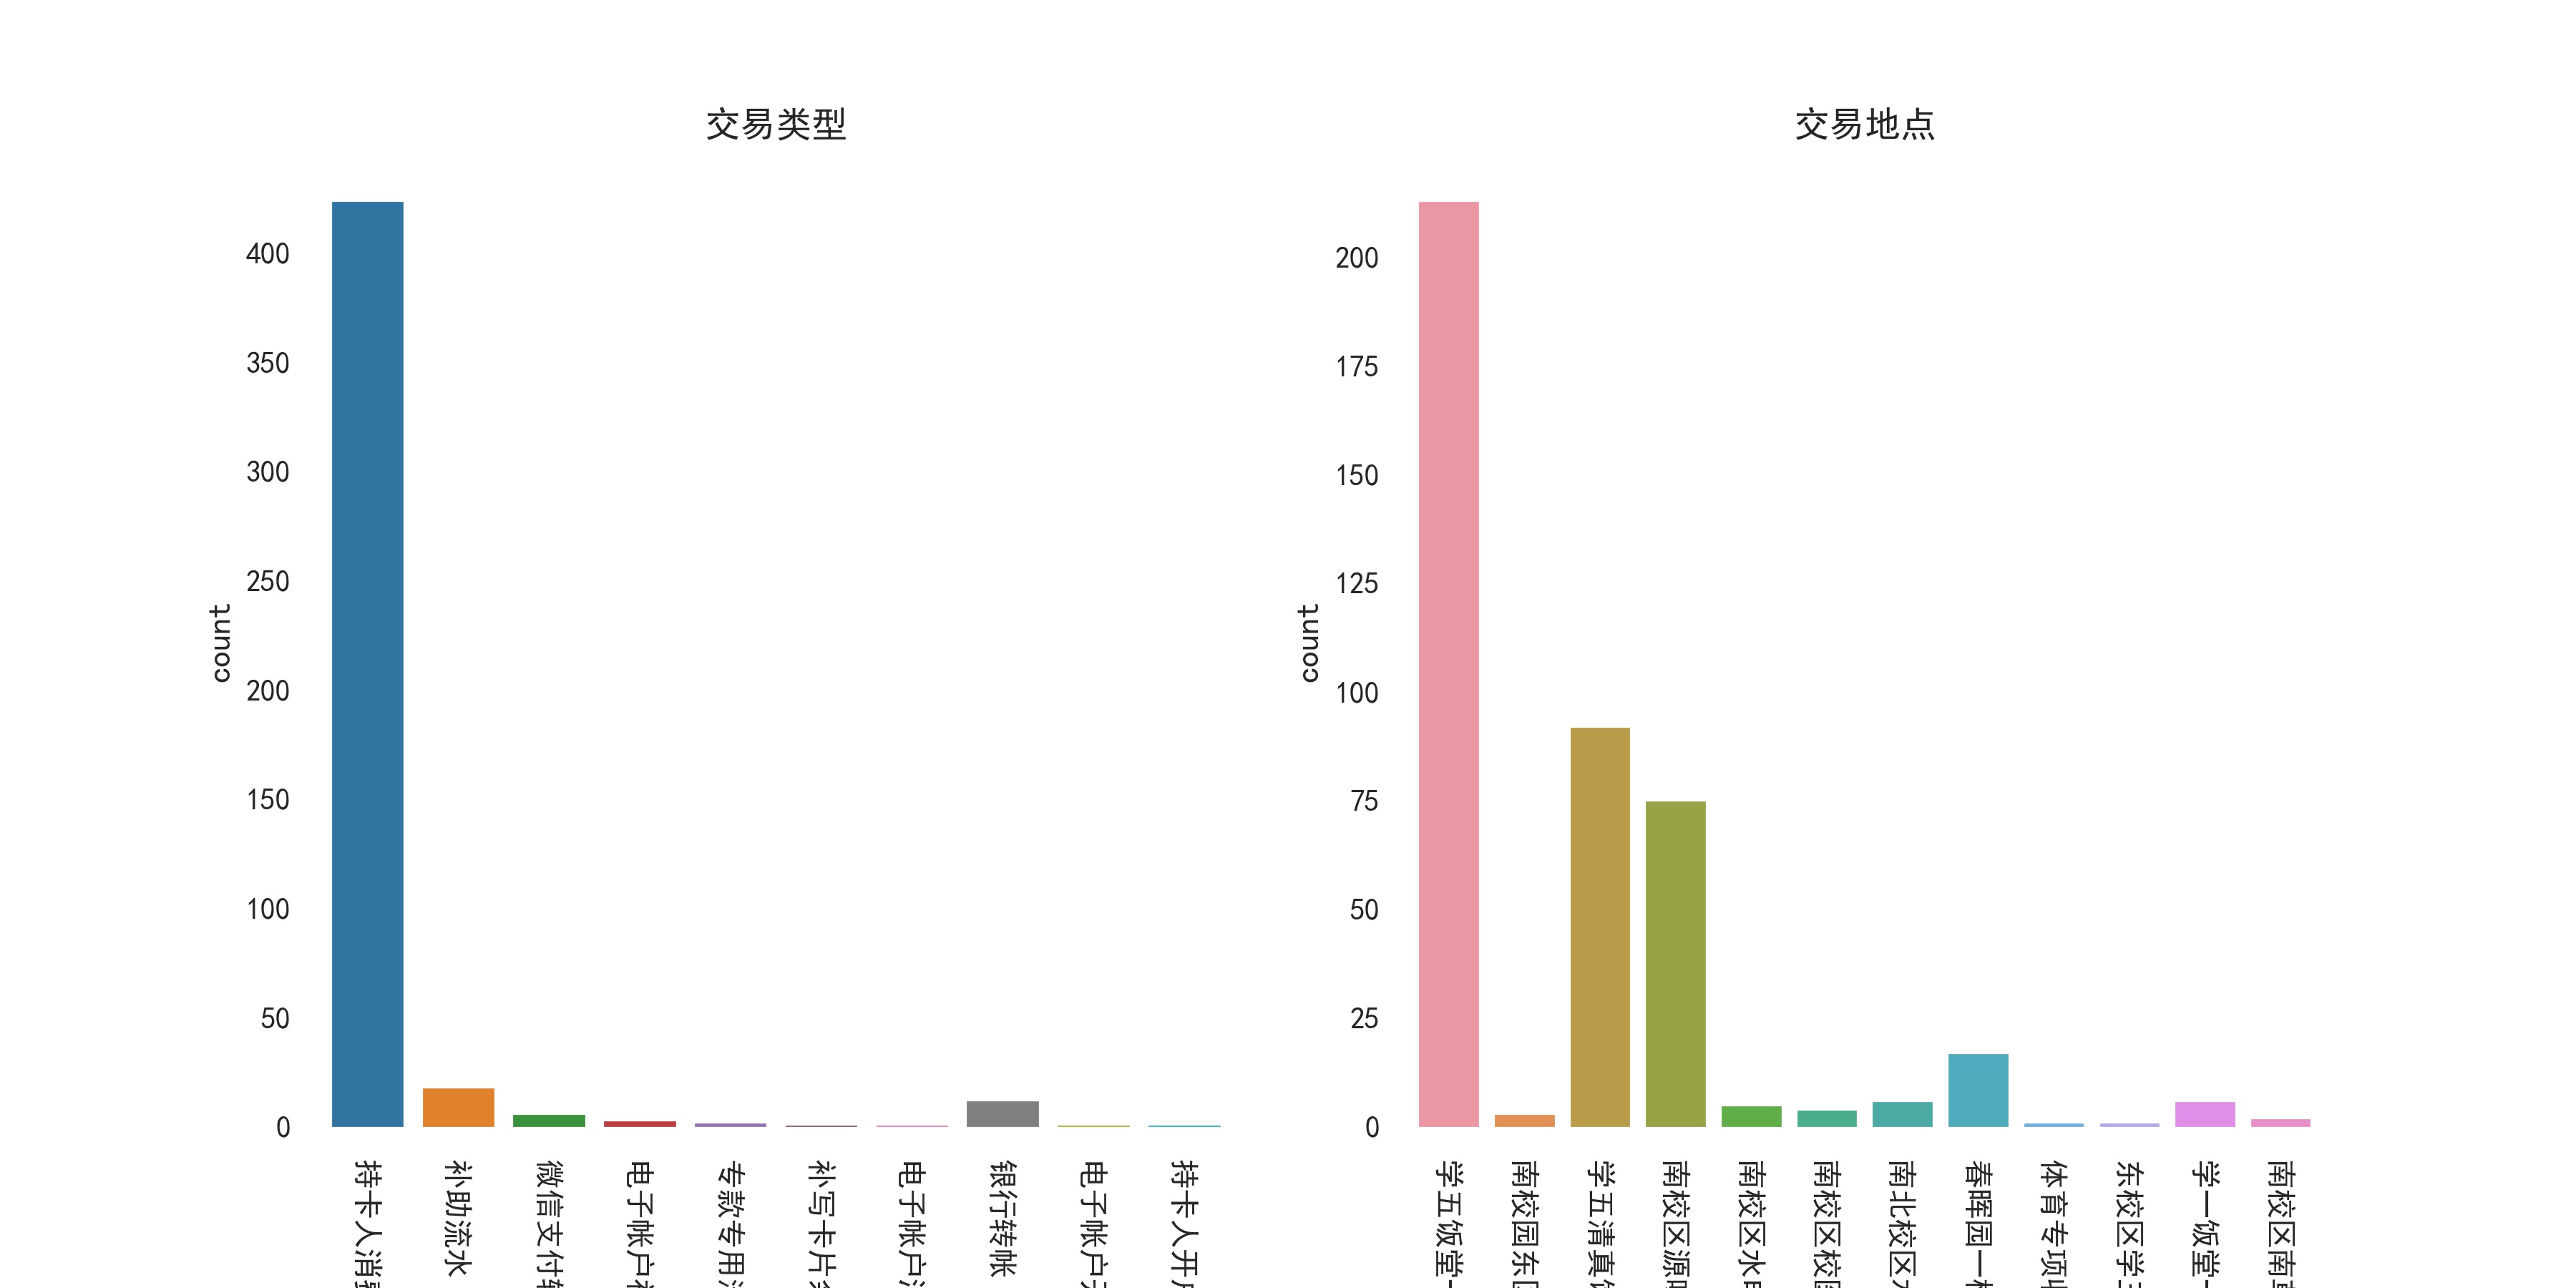 交易类型
交易地点
400
350
300
250
200
150
100
50
0
count
持卡人消
补助流水
微信支付
电子帐户
专款专用
补写卡片
电子帐户
银行转帐
电子帐户
持卡人开
200
175
150
125
100
75
50
25
0
count
学五饭堂一
南校园东
学五清真
南校区源
南校区水
南校区校
南北校区
春晖园一
体育专项
东校区学
学一饭堂一
南校区南